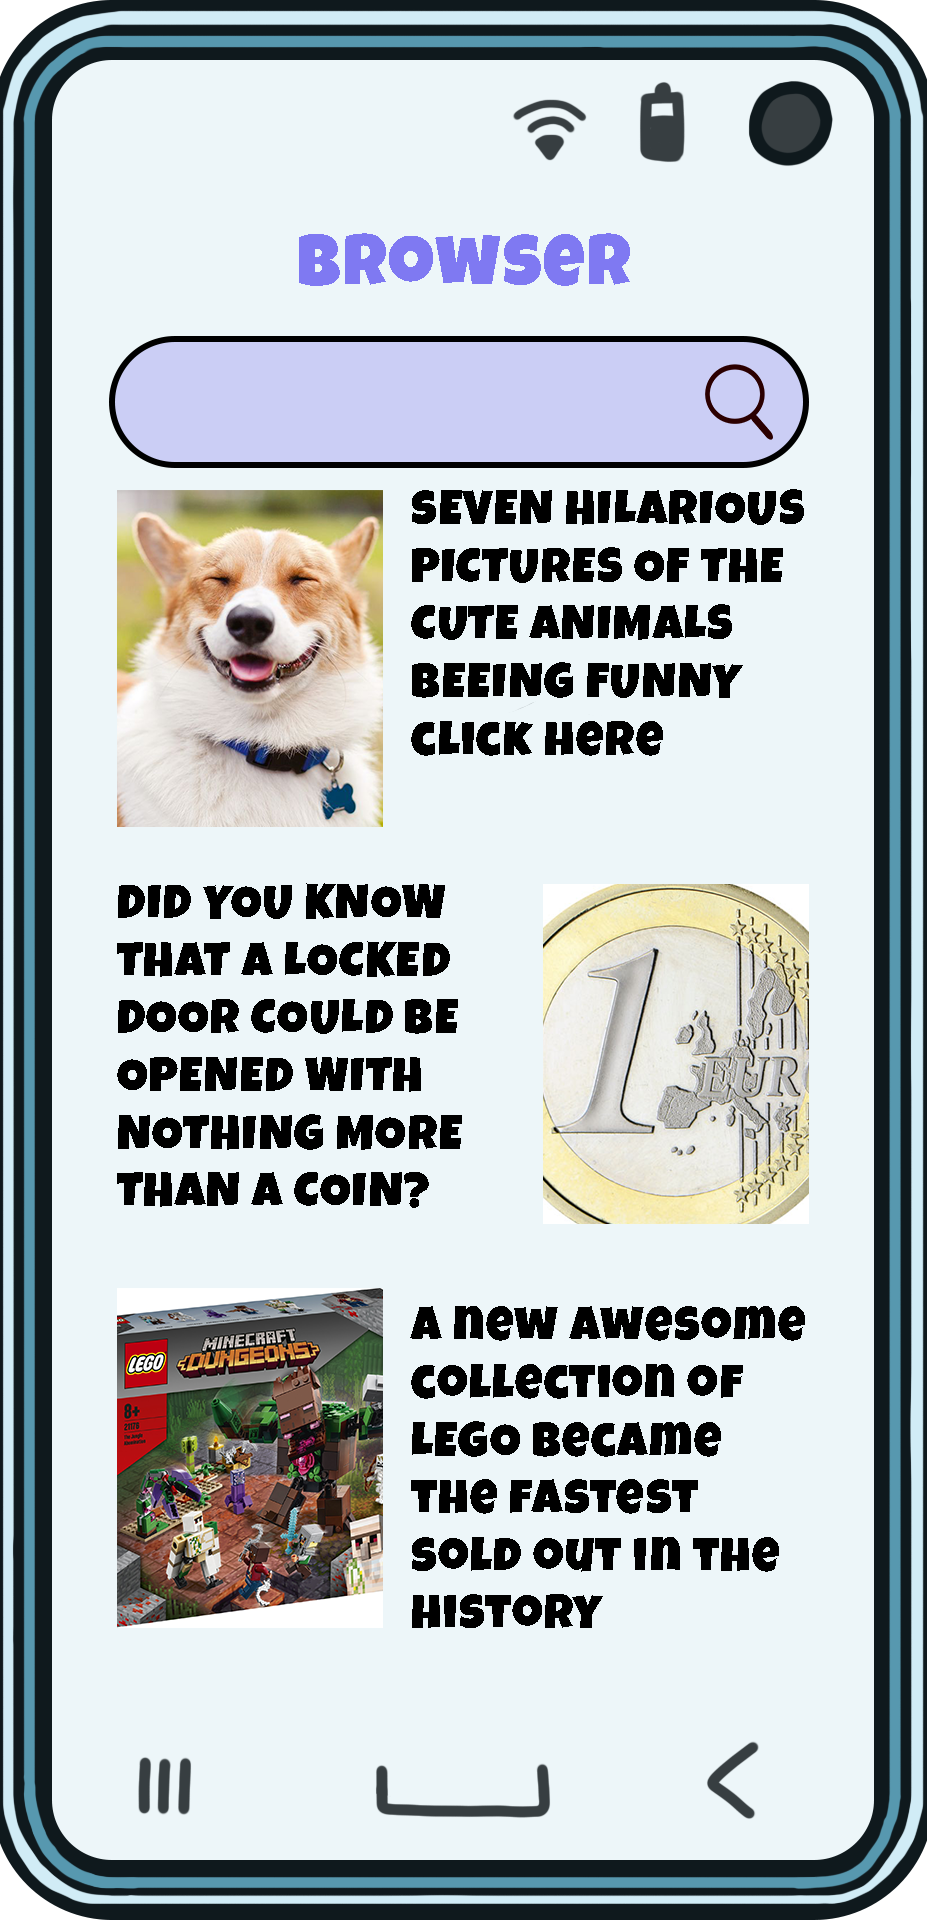 BROWSER
SEVEN HILARIOUS
PICTURES OF THE
CUTE ANIMALS
BEEING FUNNY
CLICK HERE
DID YOU KNOW
THAT A LOCKED
DOOR COULD BE
OPENED WITH
NOTHING MORE
THAN A COIN?
1
EURO
LEGO
MINECRAFT
DUNGEONS
8+
21176
A new Awesome
collection of
LEGO Became
The Fastest
sold out in the
history